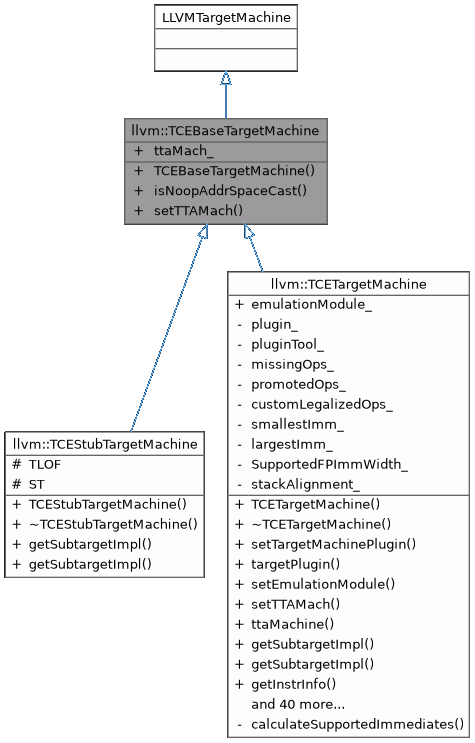 LLVMTargetMachine
llvm::TCEBaseTargetMachine
+ ttaMach_
+ TCEBaseTargetMachine()
+ isNoopAddrSpaceCast()
+ setTTAMach()
llvm::TCEStubTargetMachine
# TLOF
# ST
+ TCEStubTargetMachine()
+ ~TCEStubTargetMachine()
+ getSubtargetImpl()
+ getSubtargetImpl()
llvm::TCETargetMachine
+ emulationModule_
- plugin_
- pluginTool_
- missingOps_
- promotedOps_
- customLegalizedOps_
- smallestImm_
- largestImm_
- SupportedFPImmWidth_
- stackAlignment_
+ TCETargetMachine()
+ ~TCETargetMachine()
+ setTargetMachinePlugin()
+ targetPlugin()
+ setEmulationModule()
+ setTTAMach()
+ ttaMachine()
+ getSubtargetImpl()
+ getSubtargetImpl()
+ getInstrInfo()
and 40 more...
- calculateSupportedImmediates()